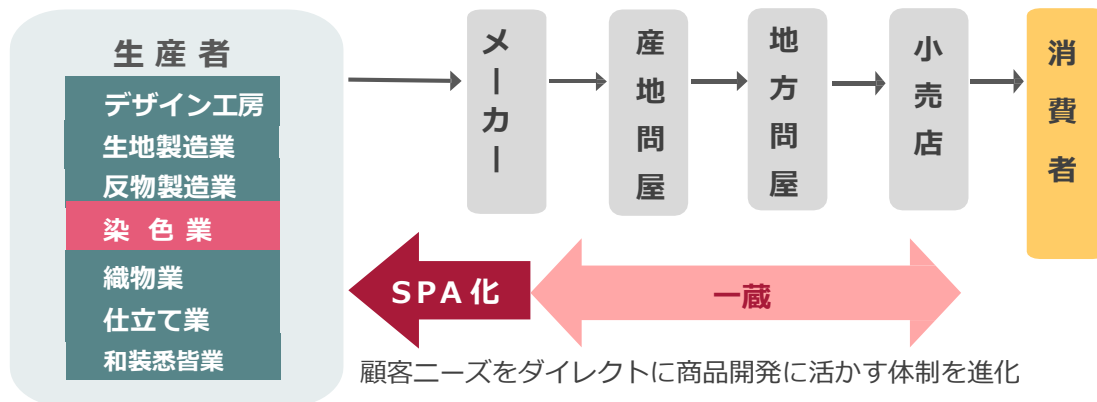 生産者
デザイン工房
生地製造業
反物製造業
染色業
織物業
仕立て業
和装悉皆業
メーカー
産地問屋
地方問屋
小売店
消費者
SPA化
一蔵
顧客ニーズをダイレクトに商品開発に活かす体制を進化